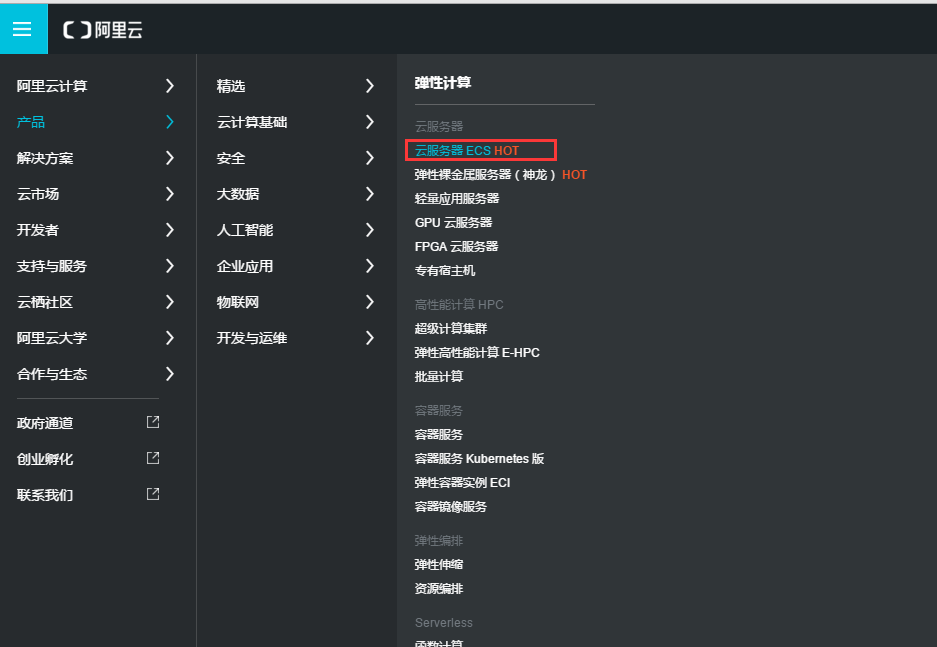 阿里云
阿里云计算
产品
解决方案
云市场
开发者
支持与服务
云栖社区
阿里云大学
合作与生态
政府通道
创业孵化
联系我们
精选
云计算基础
安全
大数据
人工智能
企业应用
物联网
开发与运维
弹性计算
云服务器
云服务器 ECS HOT
弹性裸金属服务器（神龙） HOT
轻量应用服务器
GPU 云服务器
FPGA 云服务器
专有宿主机
高性能计算 HPC
超级计算集群
弹性高性能计算 E-HPC
批量计算
容器服务
容器服务
容器服务 Kubernetes 版
弹性容器实例 ECI
容器镜像服务
弹性编排
弹性伸缩
资源编排
Serverless
函数计算